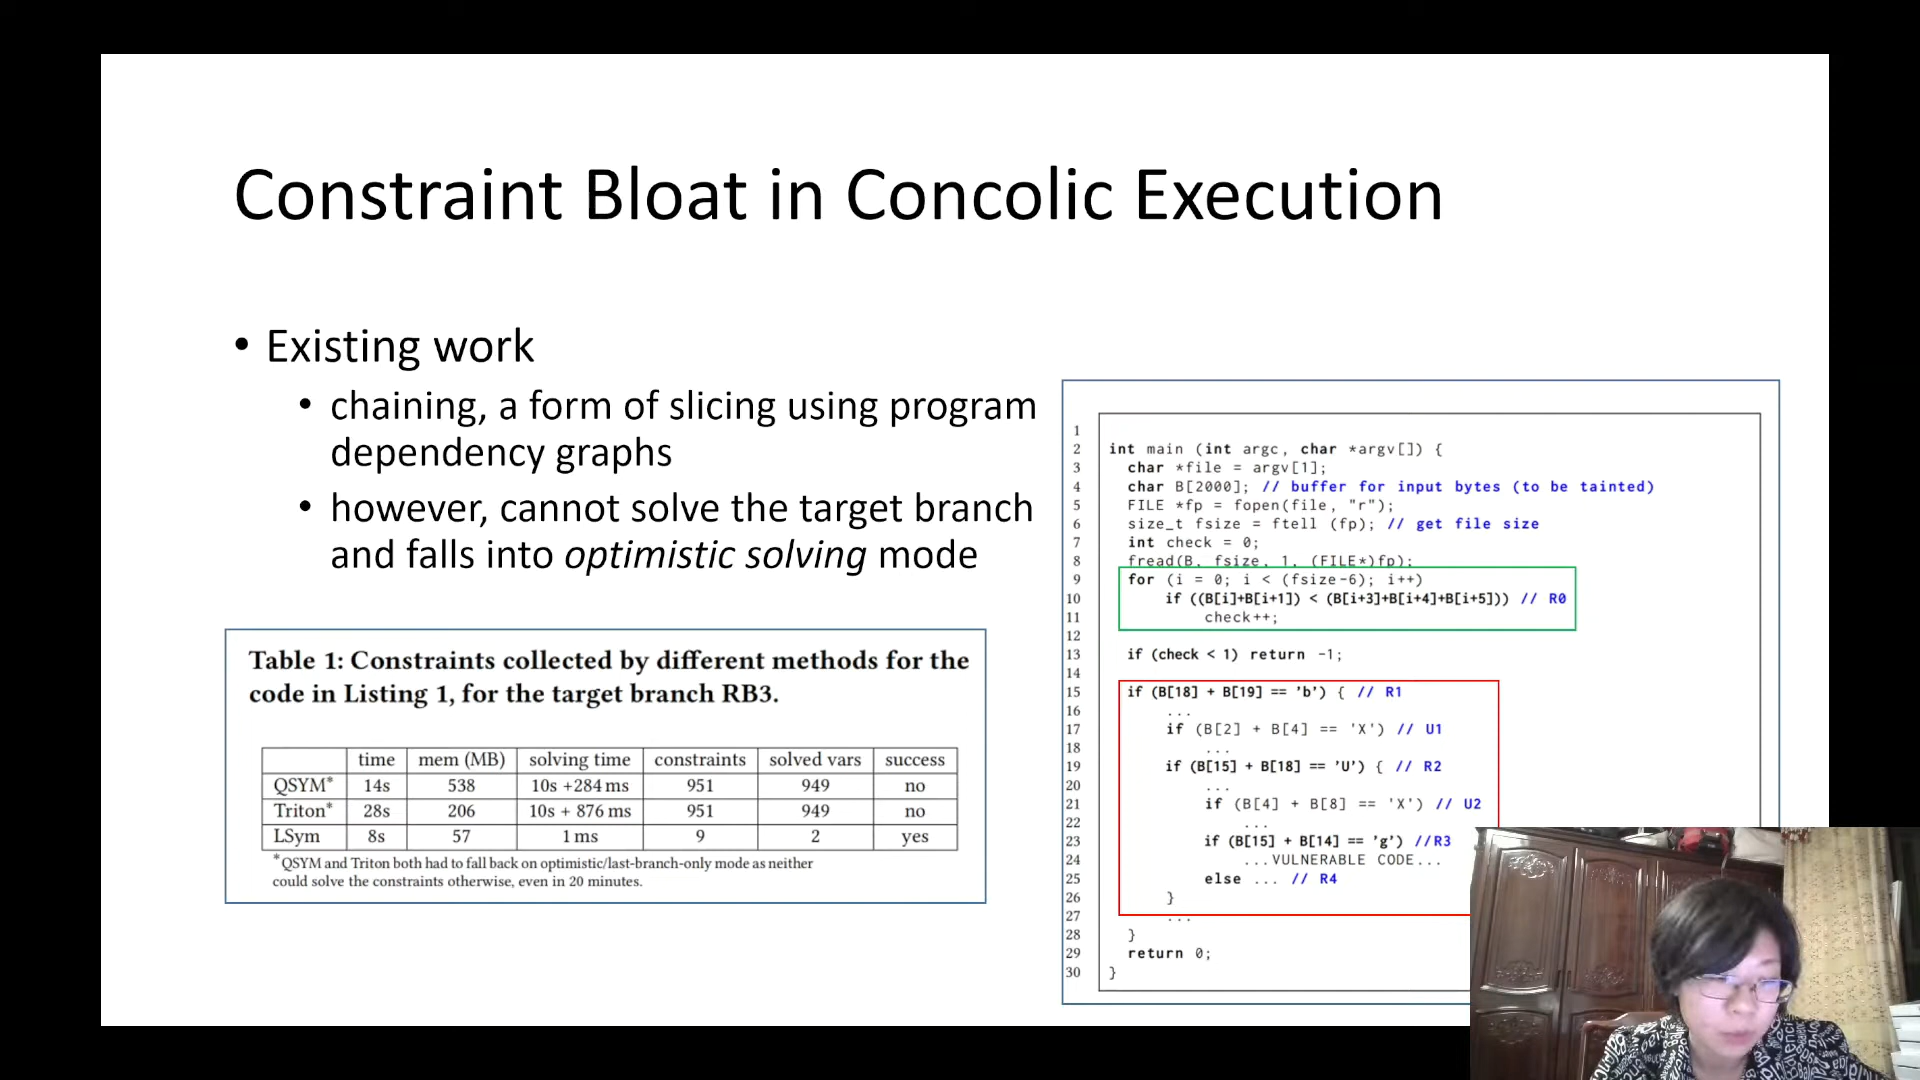 Constraint Bloat in Concolic Execution
• Existing work
• chaining, a form of slicing using program
dependency graphs
• however, cannot solve the target branch
and falls into optimistic solving mode
Table 1: Constraints collected by different methods for the
code in Listing 1, for the target branch RB3.
time mem (MB) solving time constraints solved vars success
QSYM* 14s 538 10s +284 ms 951 949 no
Triton* 28s 206 10s + 876 ms 951 949 no
LSym 8s 57 1 ms 9 2 yes
*QSYM and Triton both had to fall back on optimistic/last-branch-only mode as neither
could solve the constraints otherwise, even in 20 minutes.
1
2 int main (int argc, char *argv[]) {
3 char *file = argv[1];
4 char B[2000]; // buffer for input bytes (to be tainted)
5 FILE *fp = fopen(file, "r");
6 size_t fsize = ftell (fp); // get file size
7 int check = 0;
8 fread(B, fsize, 1, (FILE*)fp);
9 for (i = 0; i < (fsize-6); i++)
10 if ((B[i]+B[i+1]) < (B[i+3]+B[i+4]+B[i+5])) // R0
11 check++;
12
13 if (check < 1) return -1;
14
15 if (B[18] + B[19] == 'b') { // R1
16 ...
17 if (B[2] + B[4] == 'X') // U1
18 ...
19 if (B[15] + B[18] == 'U') { // R2
20 ...
21 if (B[4] + B[8] == 'X') // U2
22 ...
23 if (B[15] + B[14] == 'g') //R3
24 ...VULNERABLE CODE...
25 else ... // R4
26 }
27 ...
28 }
29 return 0;
30 }